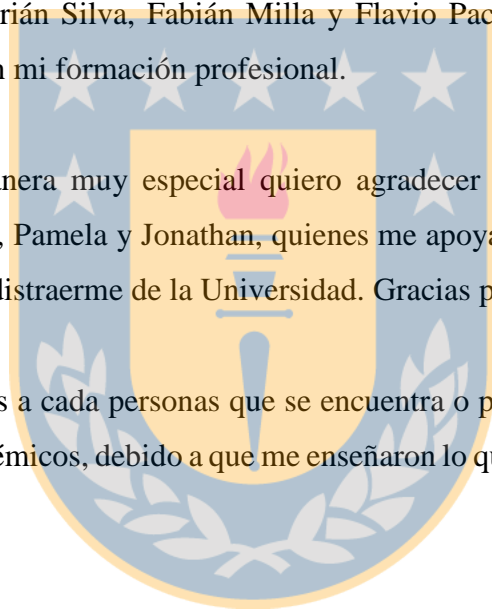 rián Silva, Fabián Milla y Flavio Pac
n mi formación profesional.
nera muy especial quiero agradecer
, Pamela y Jonathan, quienes me apoya
distraerme de la Universidad. Gracias p
s a cada personas que se encuentra o p
émicos, debido a que me enseñaron lo qu